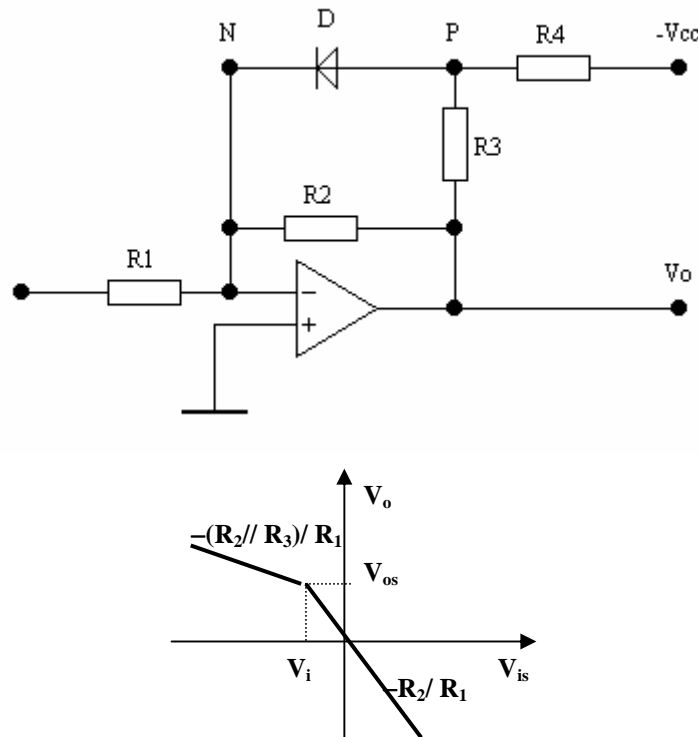 N D P R4 -Vcc
R3
R2
R1 Vo
−
+
Vo
−(R2// R3)/ R1
Vos
Vi Vis
−R2/ R1